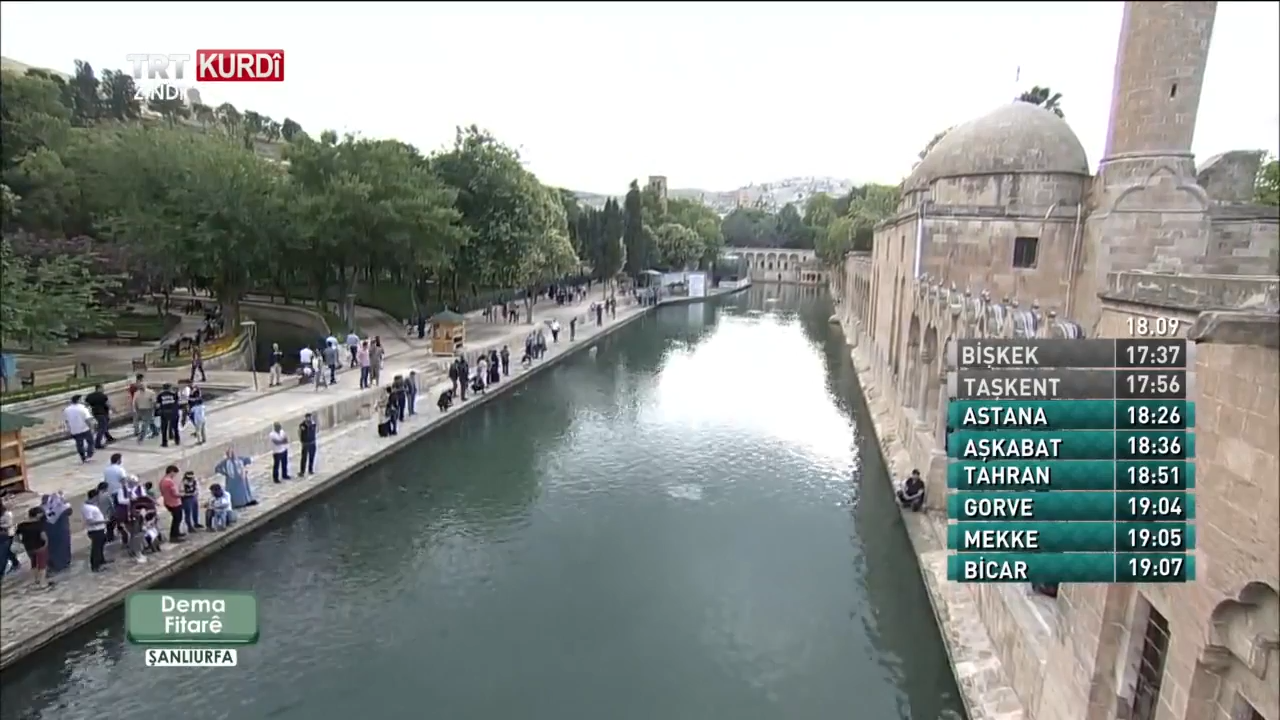 TRT KURDÎ
ZINDÎ
18.09
BİŞKEK 17:37
TAŞKENT 17:56
ASTANA 18:26
AŞKABAT 18:36
TAHRAN 18:51
GORVE 19:04
MEKKE 19:05
BİCAR 19:07
Dema
Fitarê
ŞANLIURFA